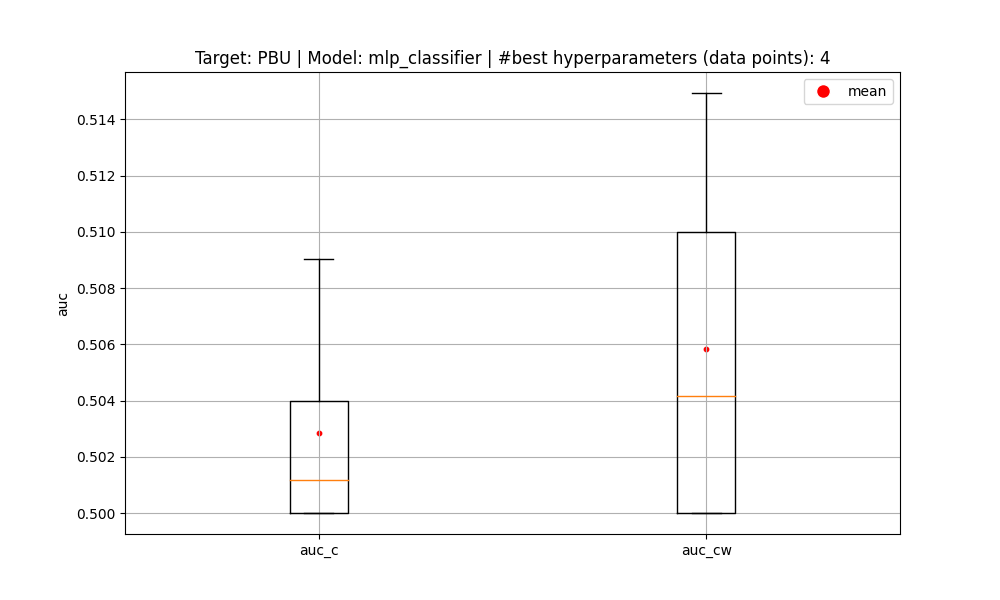 Target: PBU | Model: mlp_classifier | #best hyperparameters (data points): 4
mean
0.514
0.512
0.510
0.508
0.506
0.504
0.502
0.500
auc
auc_c
auc_cw